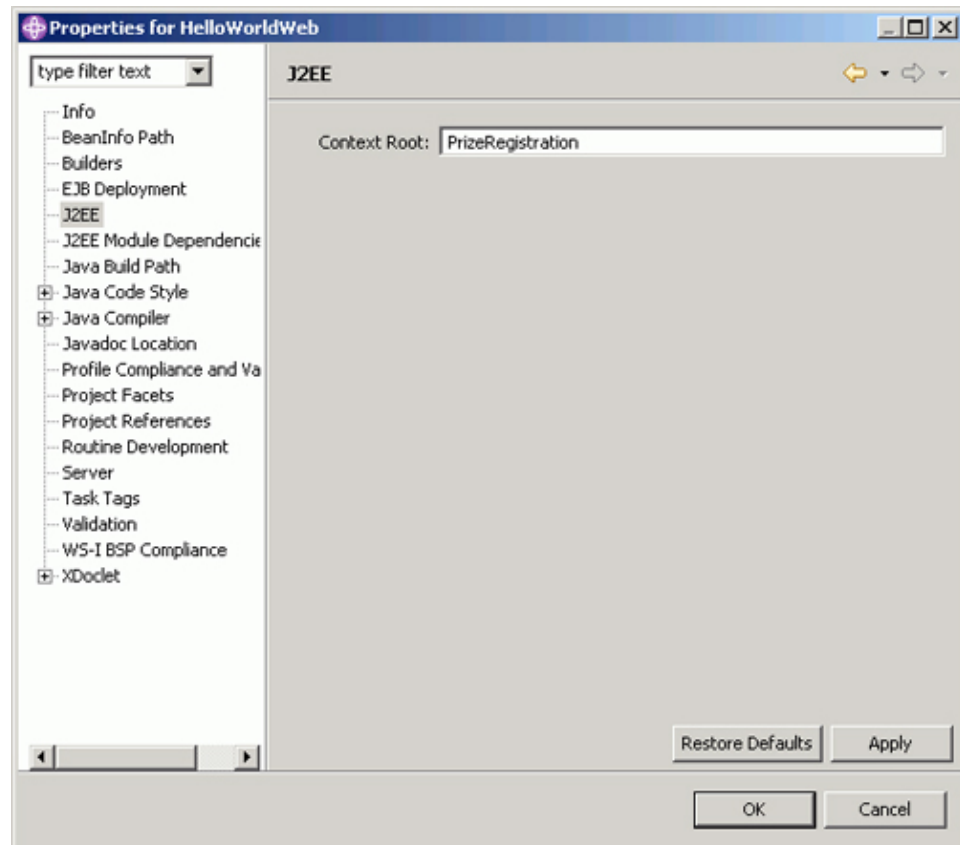 Properties for HelloWorldWeb
type filter text
J2EE
Info
BeanInfo Path
Builders
EJB Deployment
J2EE
J2EE Module Dependencie
Java Build Path
Java Code Style
Java Compiler
Javadoc Location
Profile Compliance and Va
Project Facets
Project References
Routine Development
Server
Task Tags
Validation
WS-I BSP Compliance
XDoclet
Context Root: PrizeRegistration
Restore Defaults Apply
OK Cancel